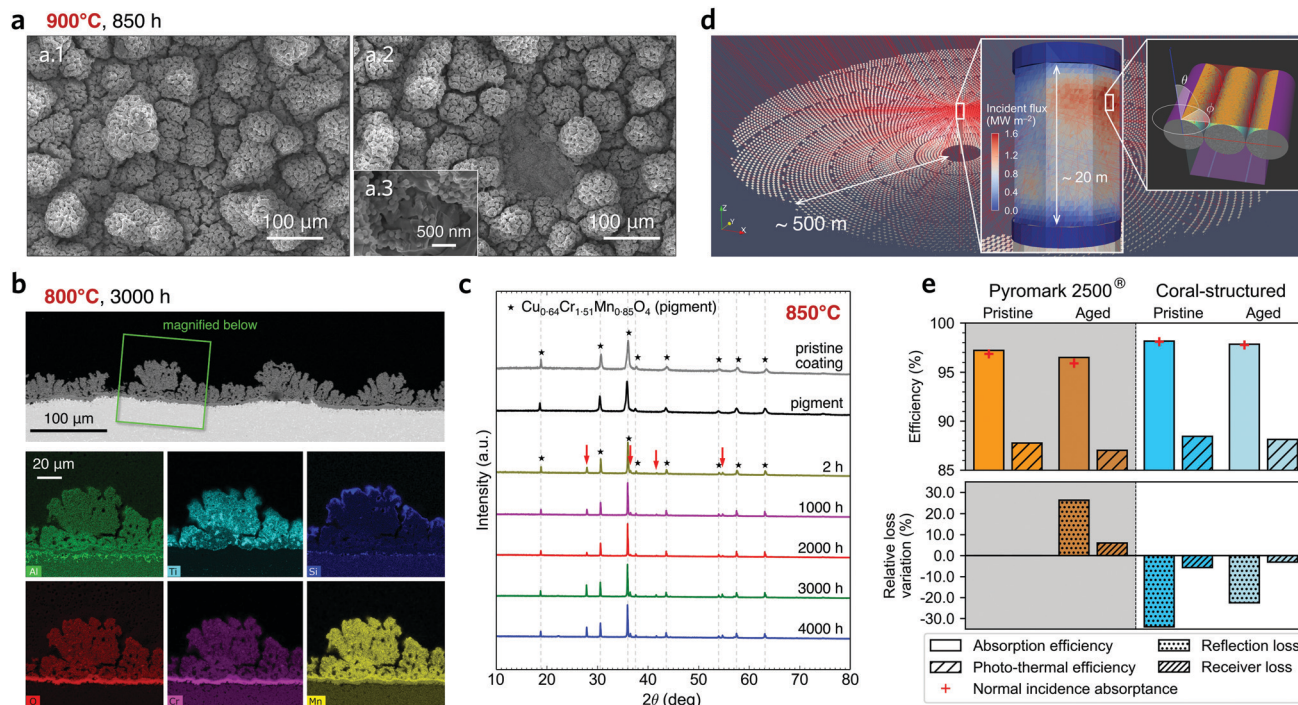 a
900°C, 850 h
a.1
100 µm
a.2
a.3
500 nm
100 µm
b
800°C, 3000 h
magnified below
100 µm
20 µm
Al
Ti
Si
O
Cr
Mn
c
★ Cu0·64Cr1·51Mn0·85O4 (pigment)
850°C
pristine
coating
pigment
2 h
1000 h
2000 h
3000 h
4000 h
Intensity (a.u.)
10 20 30 40 50 60 70 80
2θ (deg)
d
Incident flux
(MW m−2)
1.6
1.2
0.8
0.4
0.0
~ 20 m
~ 500 m
z
y
x
θ
ϕ
e
Pyromark 2500® Coral-structured
Pristine Aged Pristine Aged
Efficiency (%)
100
95
90
85
Relative loss
variation (%)
30.0
20.0
10.0
0.0
-10.0
-20.0
-30.0
Absorption efficiency
Photo-thermal efficiency
Normal incidence absorptance
Reflection loss
Receiver loss